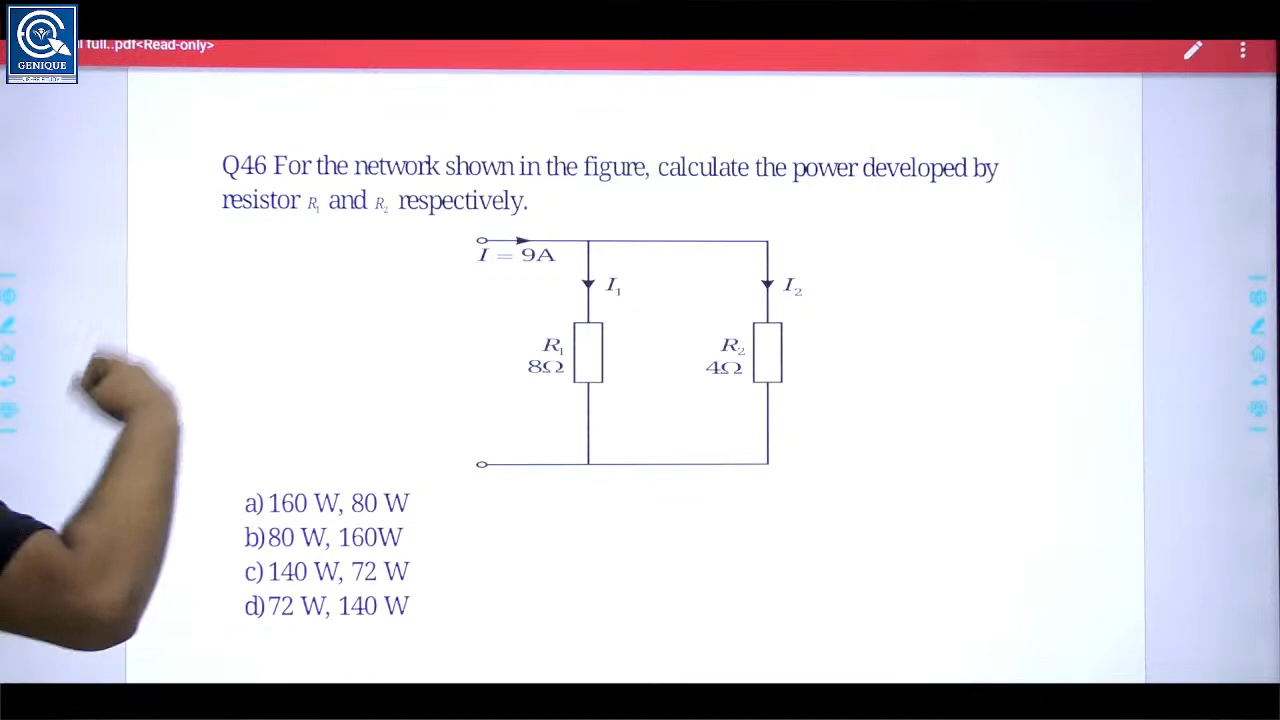 GENIQUE
full..pdf<Read-only>
Q46 For the network shown in the figure, calculate the power developed by
resistor R₁ and R₂ respectively.
I = 9A
I₁
I₂
R₁
8Ω
R₂
4Ω
a) 160 W, 80 W
b) 80 W, 160W
c) 140 W, 72 W
d) 72 W, 140 W